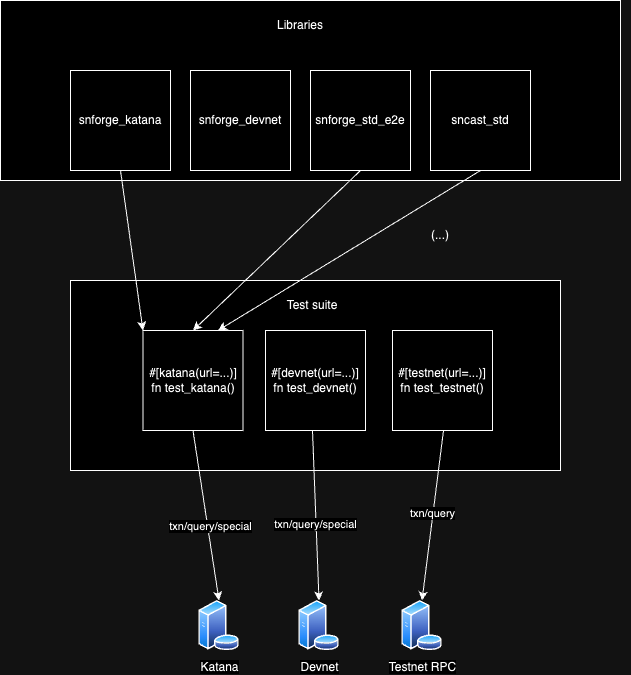 Libraries
snforge_katana
snforge_devnet
snforge_std_e2e
sncast_std
(...)
Test suite
#[katana(url=...)]
fn test_katana()
#[devnet(url=...)]
fn test_devnet()
#[testnet(url=...)]
fn test_testnet()
txn/query/special
txn/query/special
txn/query
Katana
Devnet
Testnet RPC